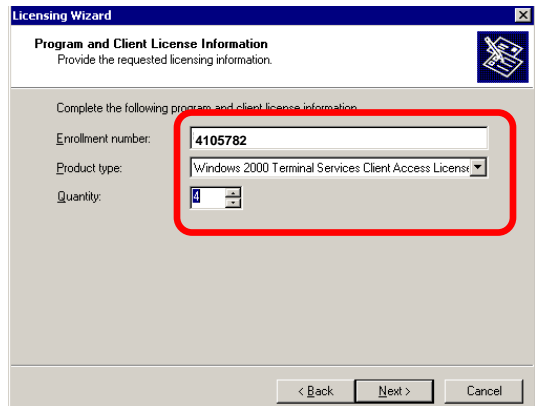 Licensing Wizard
Program and Client License Information
Provide the requested licensing information.
Complete the following program and client license information
Enrollment number: 4105782
Product type: Windows 2000 Terminal Services Client Access License
Quantity: 4
< Back Next > Cancel